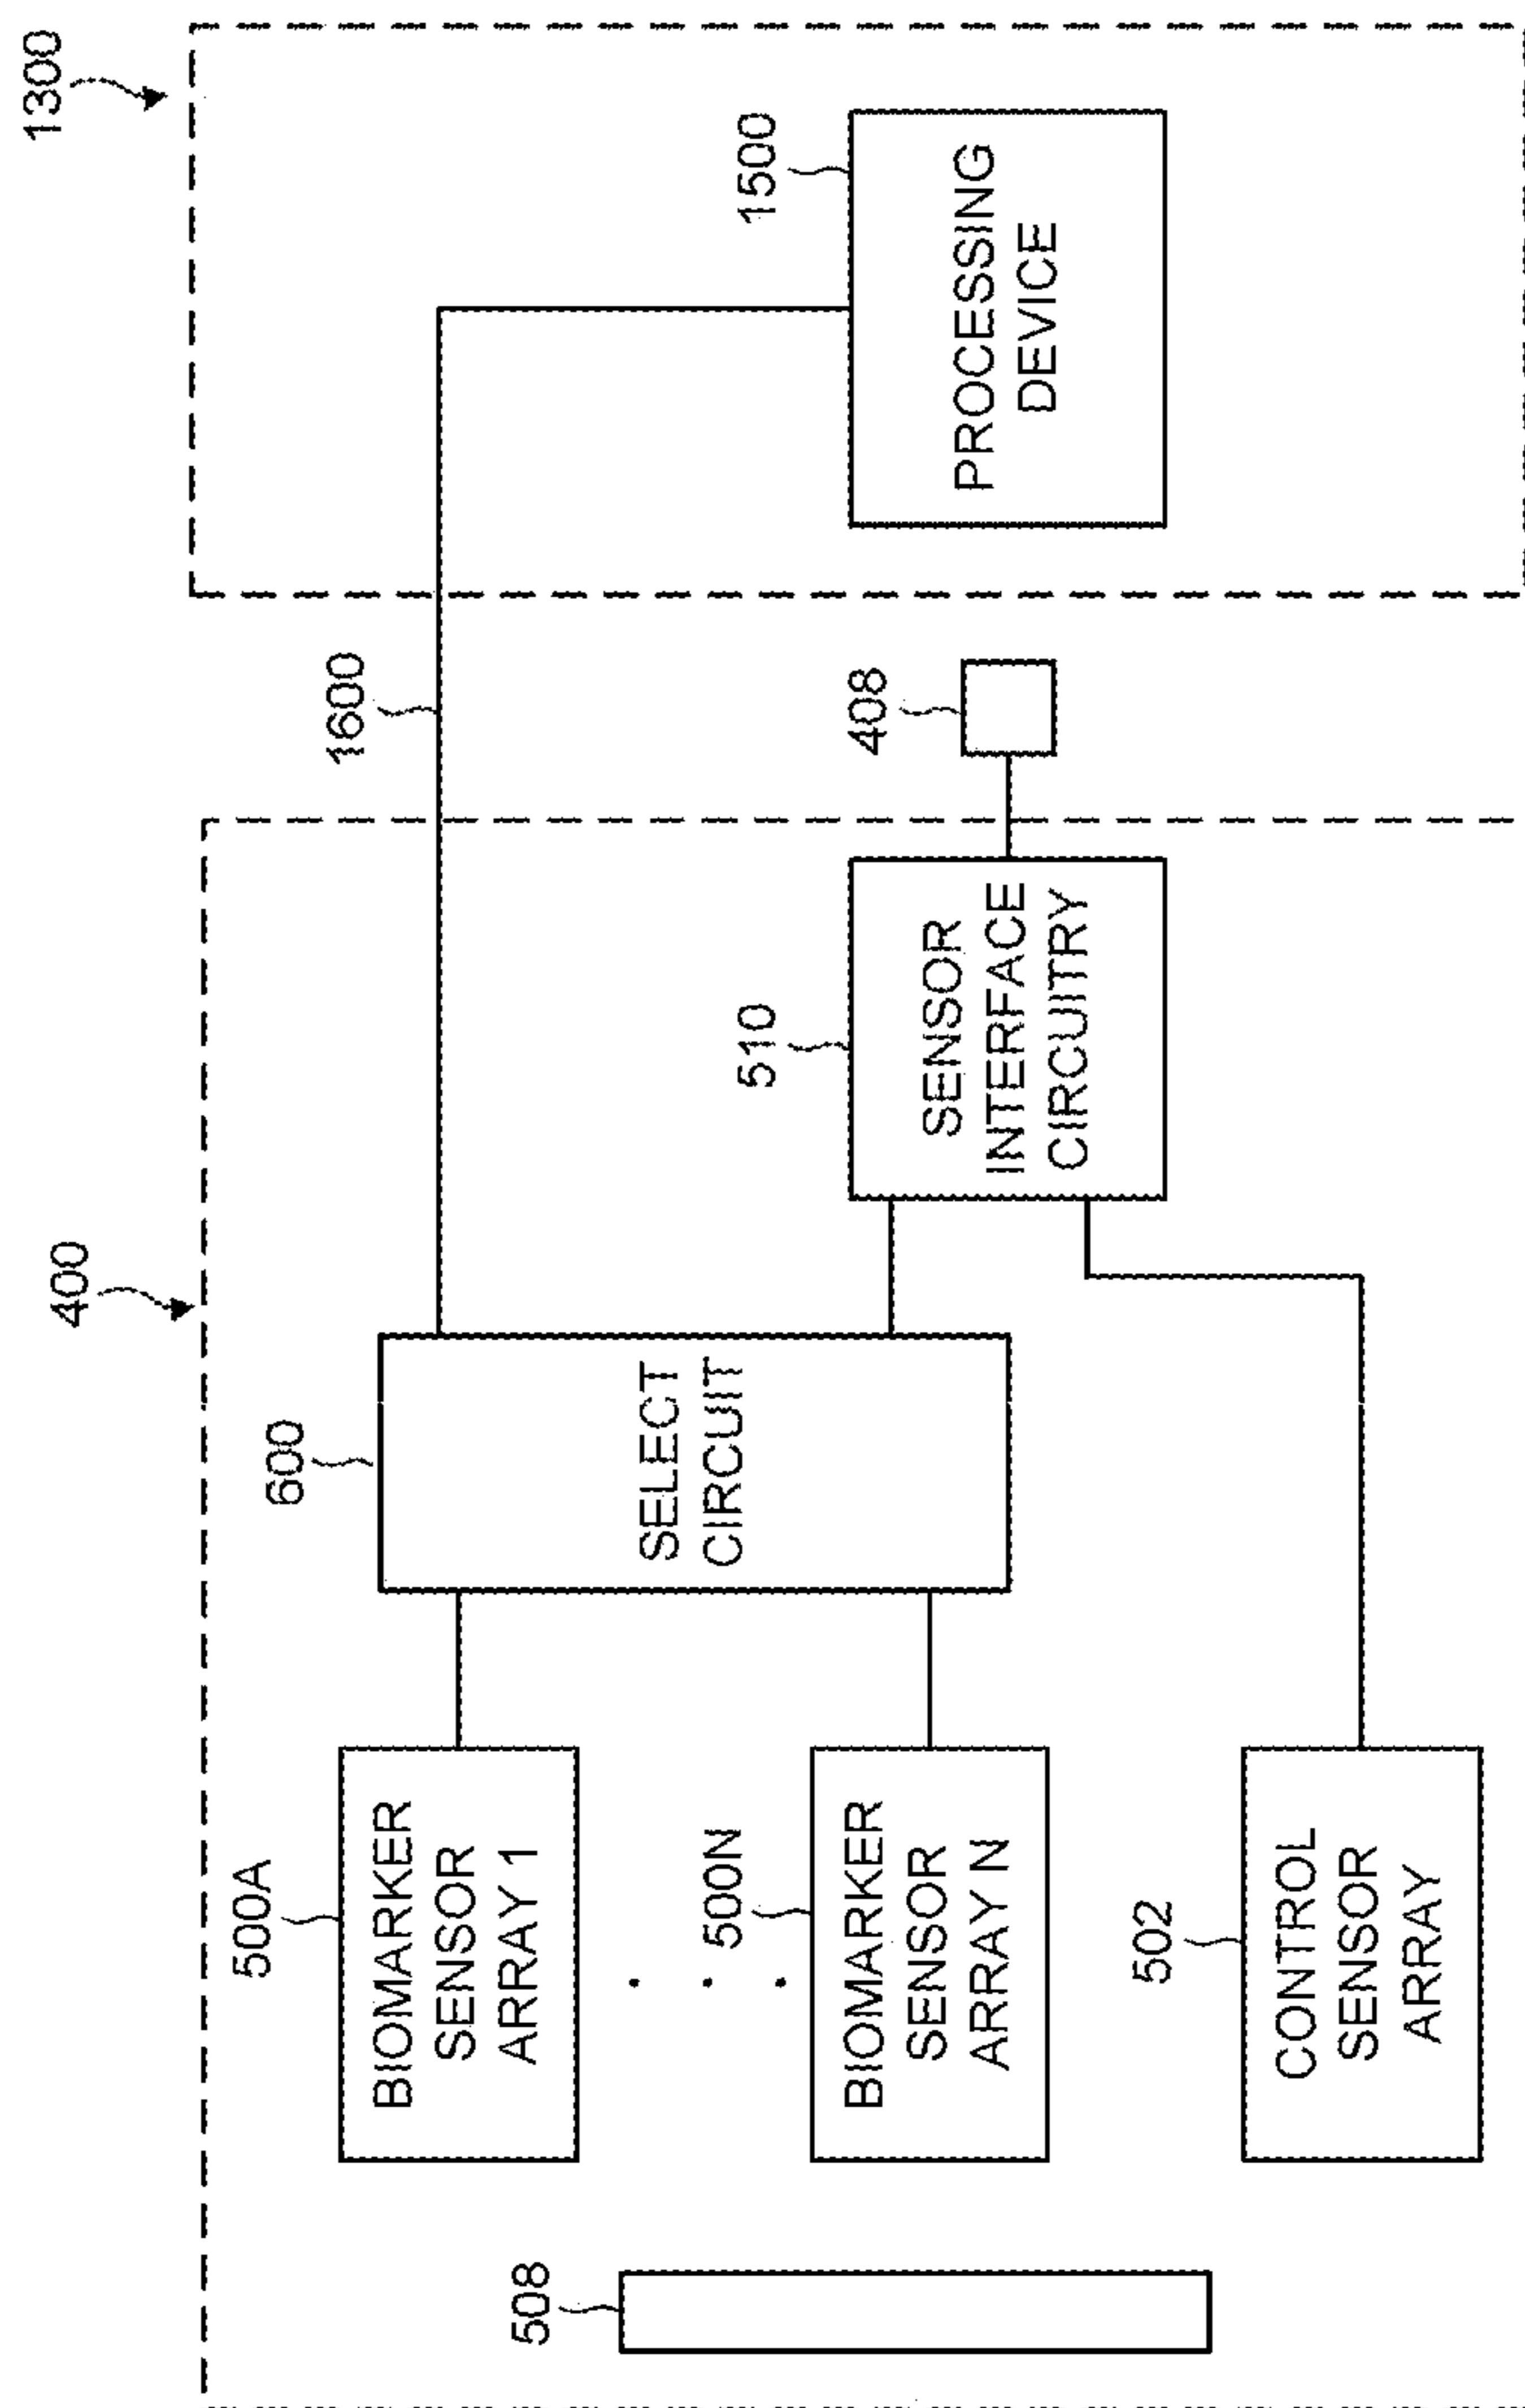 400
1300
500A
BIOMARKER
SENSOR
ARRAY 1
600
SELECT
CIRCUIT
1600
508
500N
BIOMARKER
SENSOR
ARRAY N
510
SENSOR
INTERFACE
CIRCUITRY
408
1500
PROCESSING
DEVICE
502
CONTROL
SENSOR
ARRAY